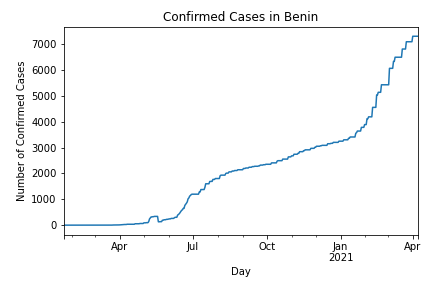 Confirmed Cases in Benin
Number of Confirmed Cases
7000
6000
5000
4000
3000
2000
1000
0
Apr
Jul
Oct
Jan
2021
Apr
Day